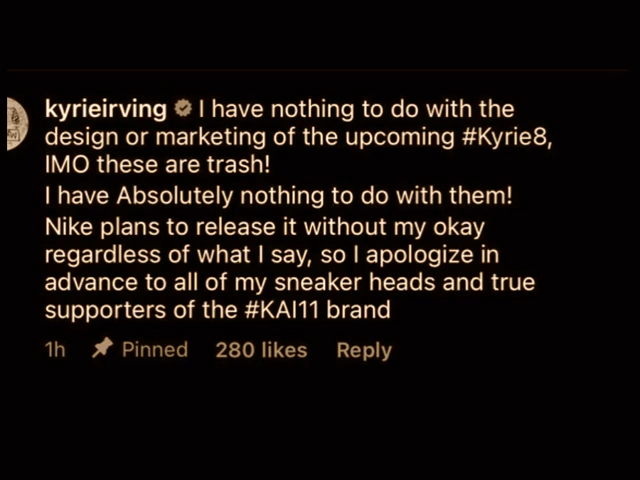 kyrieirving I have nothing to do with the
design or marketing of the upcoming #Kyrie8,
IMO these are trash!
I have Absolutely nothing to do with them!
Nike plans to release it without my okay
regardless of what I say, so I apologize in
advance to all of my sneaker heads and true
supporters of the #KAI11 brand
1h Pinned 280 likes Reply